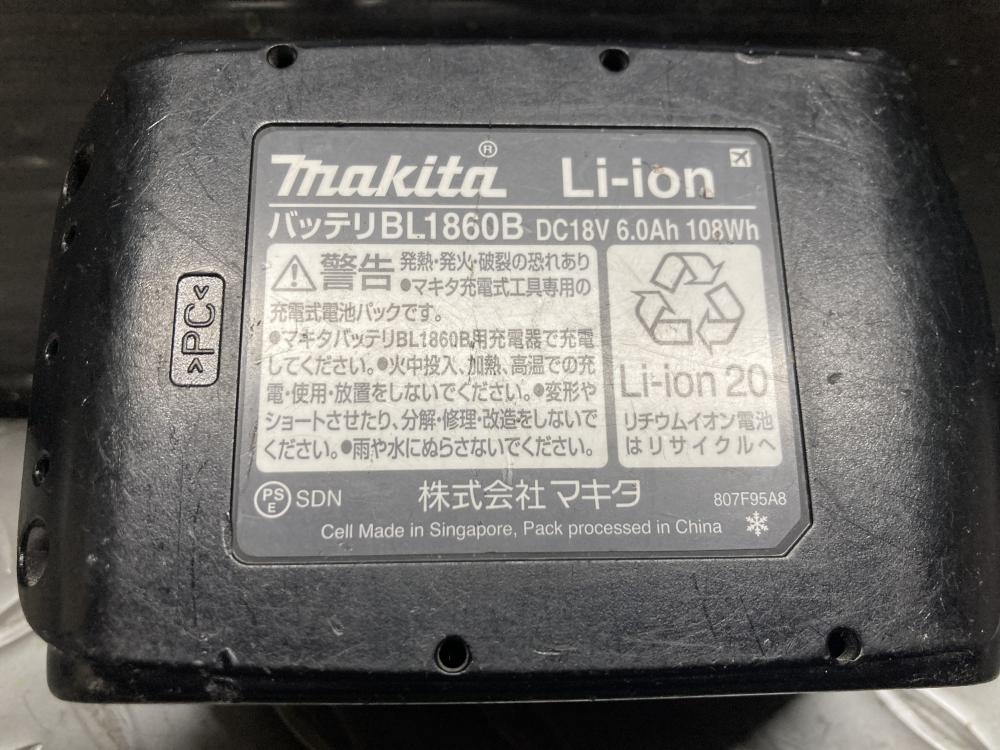 makita® Li-ion
バッテリBL1860B DC18V 6.0Ah 108Wh
警告 発熱・発火・破裂の恐れあり
●マキタ充電式工具専用の
充電式電池パックです。
●マキタバッテリBL1860B用充電器で充電
してください。●火中投入、加熱、高温での充
電・使用・放置をしないでください。●変形や
ショートさせたり、分解・修理・改造をしないで
ください。●雨や水にぬらさないでください。
Li-ion 20
リチウムイオン電池
はリサイクルへ
>PC<
PSE SDN 株式会社マキタ 807F95A8
Cell Made in Singapore, Pack processed in China